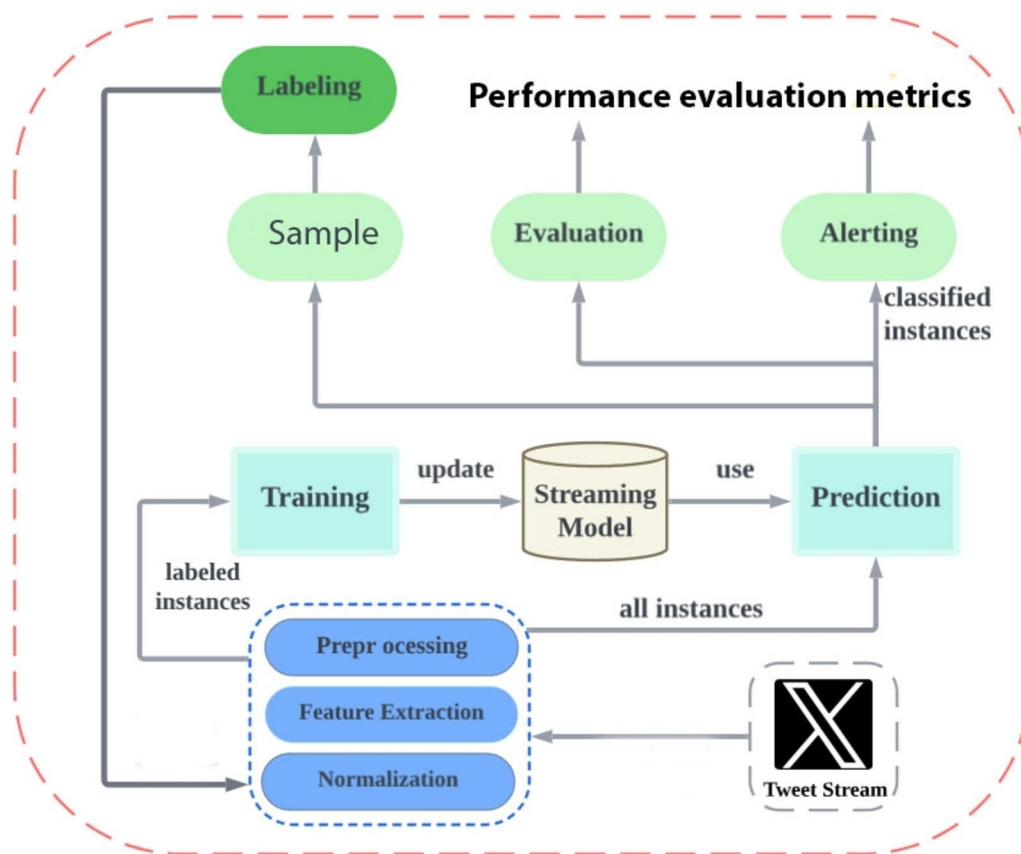 Labeling
Performance evaluation metrics
Sample
Evaluation
Alerting
classified
instances
Training
update
Streaming
Model
use
Prediction
labeled
instances
all instances
Prepr ocessing
Feature Extraction
Normalization
Tweet Stream